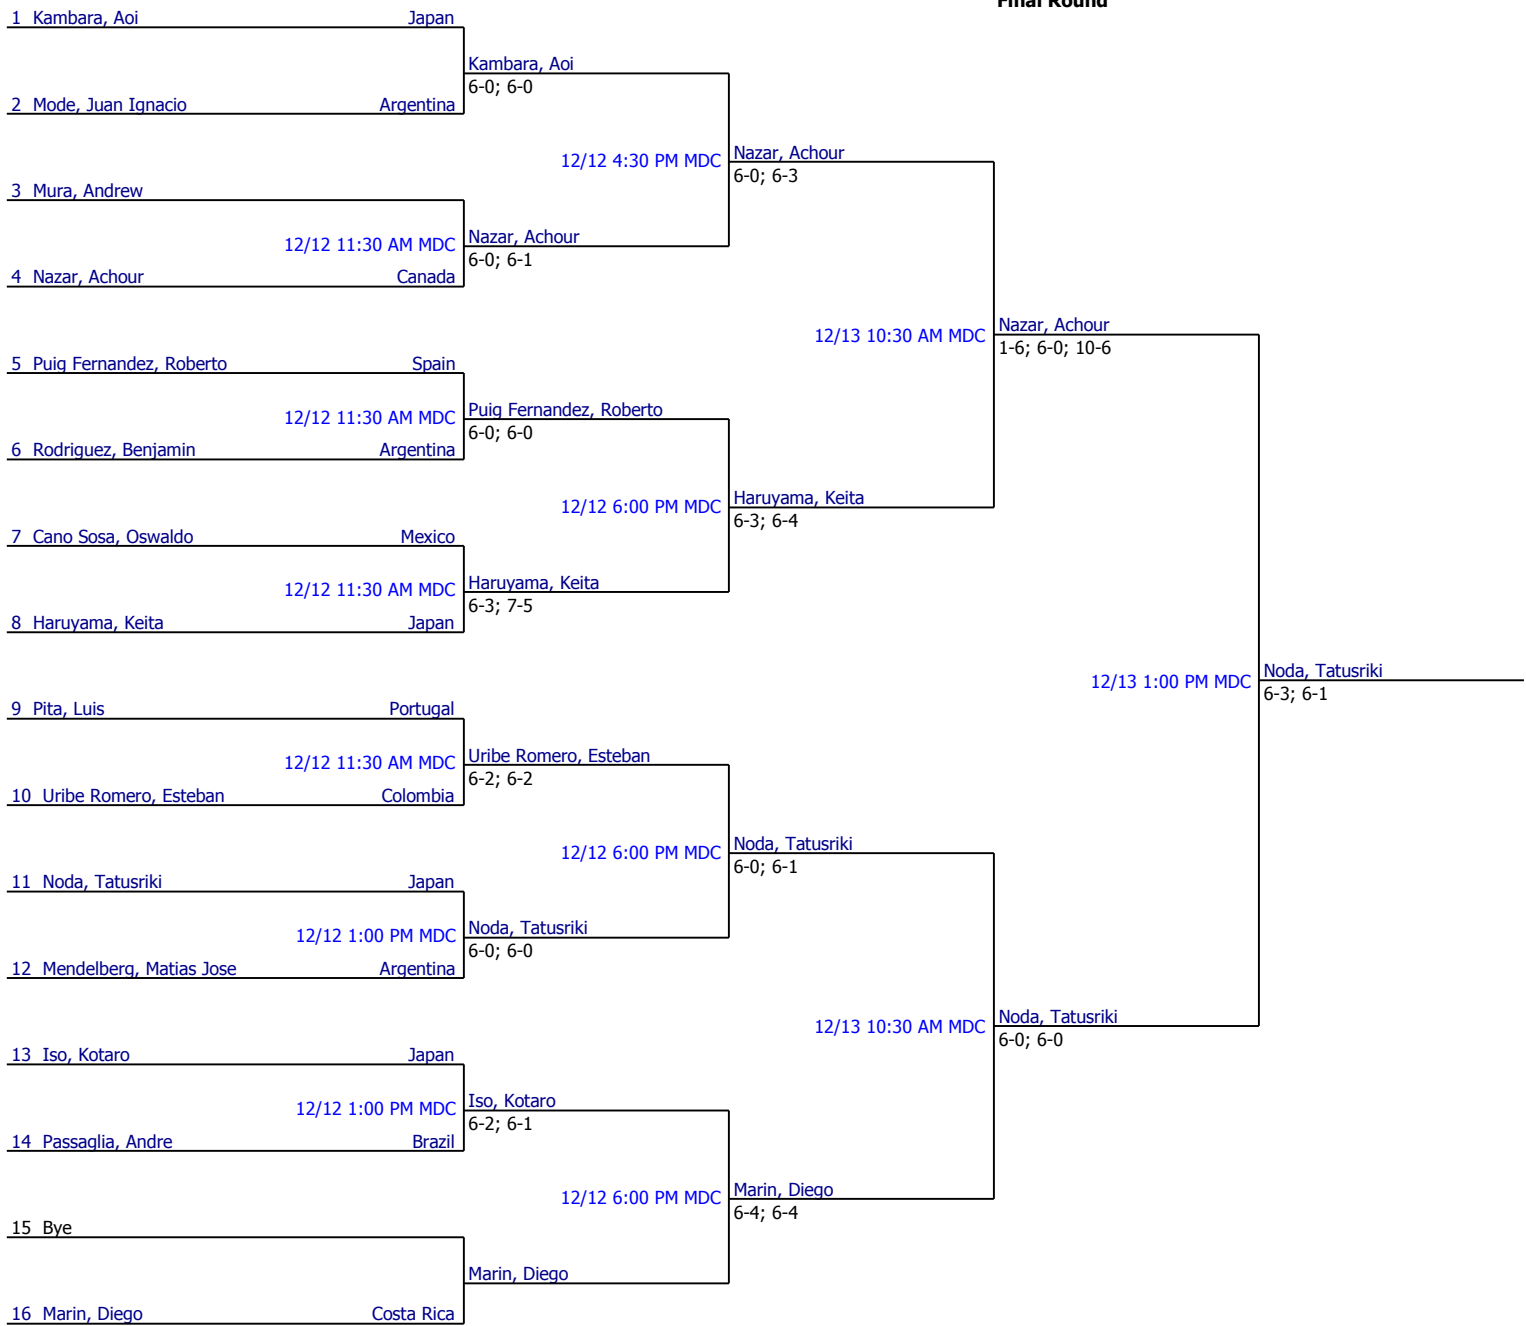 Final Round
1 Kambara, Aoi Japan
Kambara, Aoi
6-0; 6-0
2 Mode, Juan Ignacio Argentina
12/12 4:30 PM MDC Nazar, Achour
6-0; 6-3
3 Mura, Andrew
12/12 11:30 AM MDC Nazar, Achour
6-0; 6-1
4 Nazar, Achour Canada
12/13 10:30 AM MDC Nazar, Achour
1-6; 6-0; 10-6
5 Puig Fernandez, Roberto Spain
12/12 11:30 AM MDC Puig Fernandez, Roberto
6-0; 6-0
6 Rodriguez, Benjamin Argentina
12/12 6:00 PM MDC Haruyama, Keita
6-3; 6-4
7 Cano Sosa, Oswaldo Mexico
12/12 11:30 AM MDC Haruyama, Keita
6-3; 7-5
8 Haruyama, Keita Japan
12/13 1:00 PM MDC Noda, Tatusriki
6-3; 6-1
9 Pita, Luis Portugal
12/12 11:30 AM MDC Uribe Romero, Esteban
6-2; 6-2
10 Uribe Romero, Esteban Colombia
12/12 6:00 PM MDC Noda, Tatusriki
6-0; 6-1
11 Noda, Tatusriki Japan
12/12 1:00 PM MDC Noda, Tatusriki
6-0; 6-0
12 Mendelberg, Matias Jose Argentina
12/13 10:30 AM MDC Noda, Tatusriki
6-0; 6-0
13 Iso, Kotaro Japan
12/12 1:00 PM MDC Iso, Kotaro
6-2; 6-1
14 Passaglia, Andre Brazil
12/12 6:00 PM MDC Marin, Diego
6-4; 6-4
15 Bye
Marin, Diego
16 Marin, Diego Costa Rica